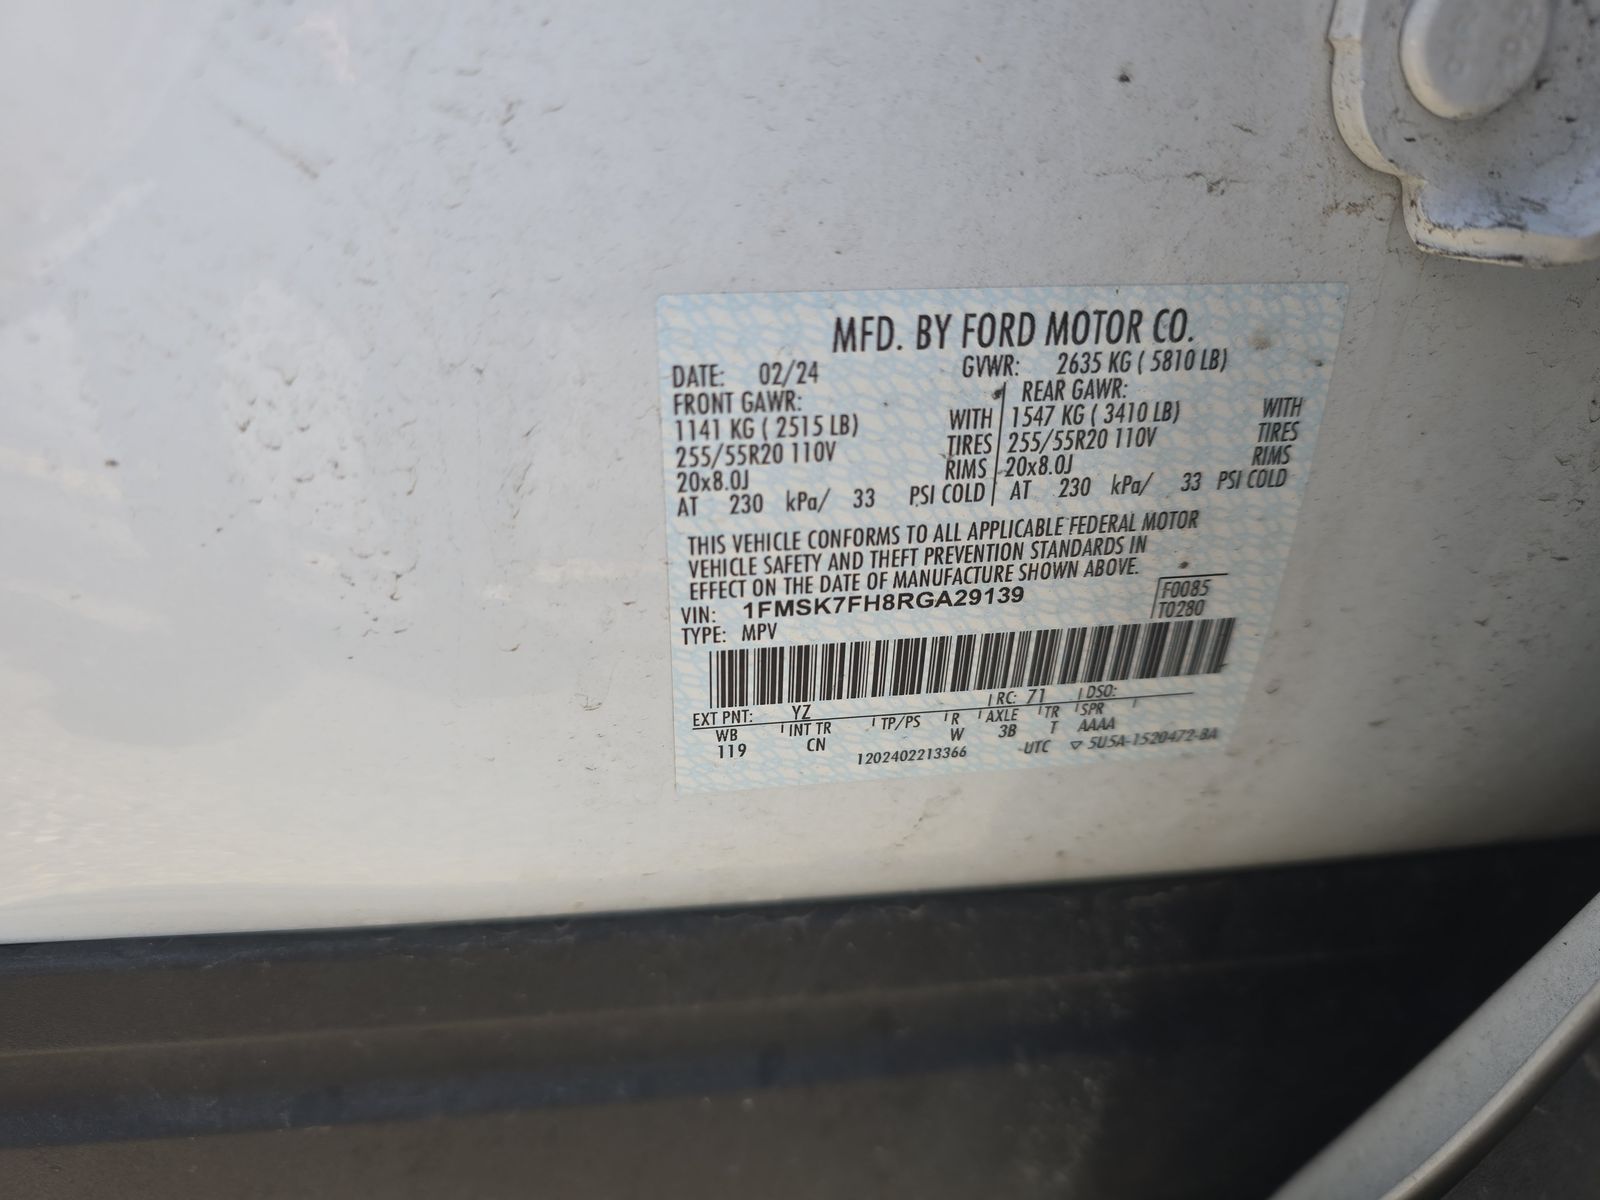 MFD. BY FORD MOTOR CO.
DATE: 02/24 GVWR: 2635 KG ( 5810 LB)
FRONT GAWR: REAR GAWR:
1141 KG ( 2515 LB) WITH 1547 KG ( 3410 LB) WITH
255/55R20 110V TIRES 255/55R20 110V TIRES
20x8.0J RIMS 20x8.0J RIMS
AT 230 kPa/ 33 PSI COLD AT 230 kPa/ 33 PSI COLD
THIS VEHICLE CONFORMS TO ALL APPLICABLE FEDERAL MOTOR
VEHICLE SAFETY AND THEFT PREVENTION STANDARDS IN
EFFECT ON THE DATE OF MANUFACTURE SHOWN ABOVE.
VIN: 1FMSK7FH8RGA29139 F0085
TYPE: MPV T0280
EXT PNT: YZ RC: 71 DSO:
WB INT TR TP/PS R AXLE TR SPR
119 CN W 3B T AAAA
1202402213366 UTC ▽ 5U5A-1520472-BA